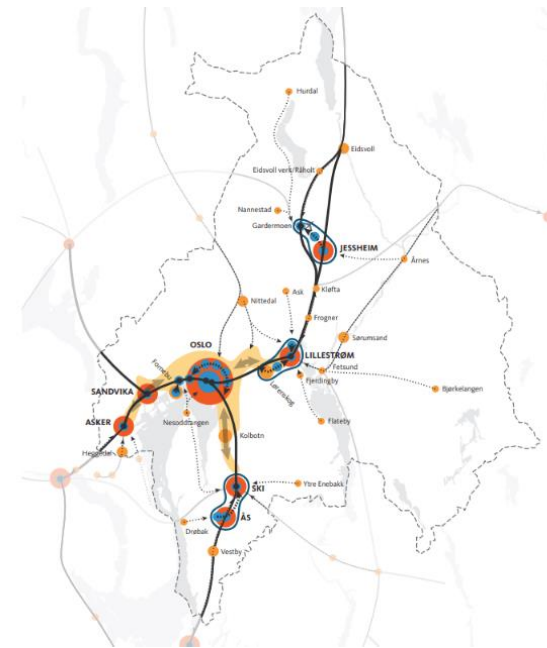 Hurdal
Eidsvoll
Eidsvoll verk/Råholt
Nannestad
Gardermoen
JESSHEIM
Årnes
Kløfta
Ask
Nittedal
Frogner
Sørumsand
OSLO
LILLESTRØM
Fetsund
Fornebu
Lørenskog
Fjerdingby
Bjørkelangen
SANDVIKA
ASKER
Nesoddtangen
Flateby
Kolbotn
Heggedal
SKI
Ytre Enebakk
ÅS
Drøbak
Vestby